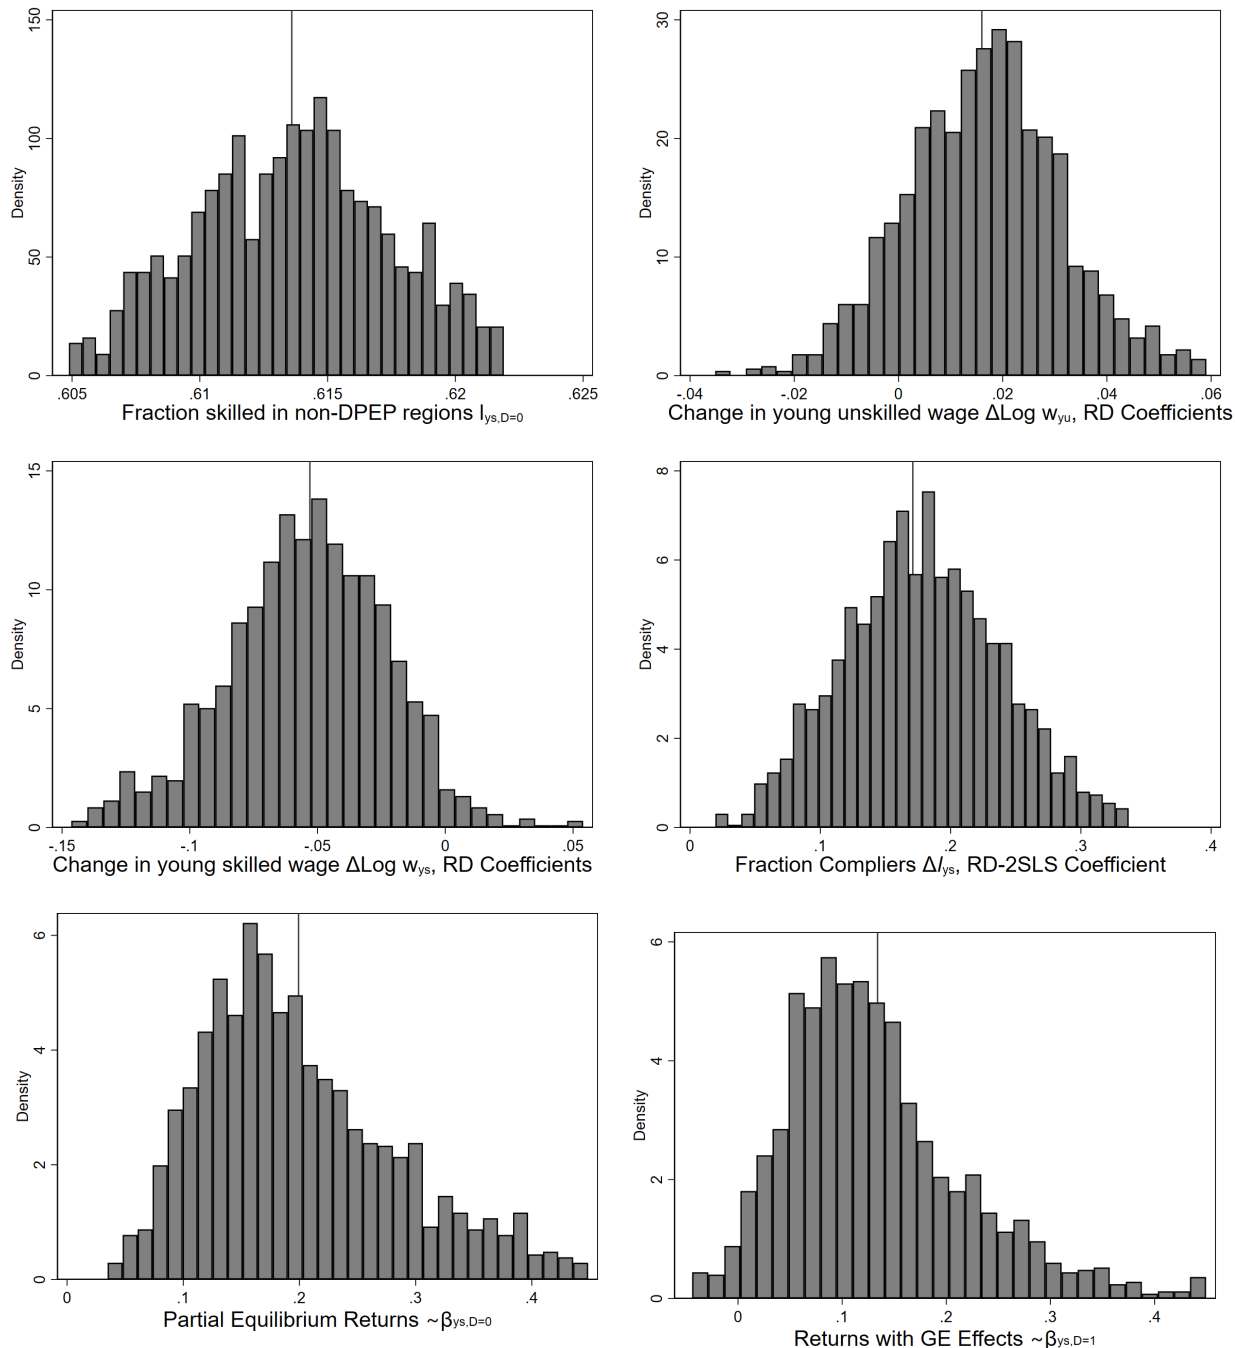 150
100
50
0
Density
.605 .61 .615 .62 .625
Fraction skilled in non-DPEP regions lys,D=0
30
20
10
0
Density
-.04 -.02 0 .02 .04 .06
Change in young unskilled wage ΔLog wyu, RD Coefficients
15
10
5
0
Density
-.15 -.1 -.05 0 .05
Change in young skilled wage ΔLog wys, RD Coefficients
8
6
4
2
0
Density
0 .1 .2 .3 .4
Fraction Compliers Δlys, RD-2SLS Coefficient
6
4
2
0
Density
0 .1 .2 .3 .4
Partial Equilibrium Returns ~βys,D=0
6
4
2
0
Density
0 .1 .2 .3 .4
Returns with GE Effects ~βys,D=1